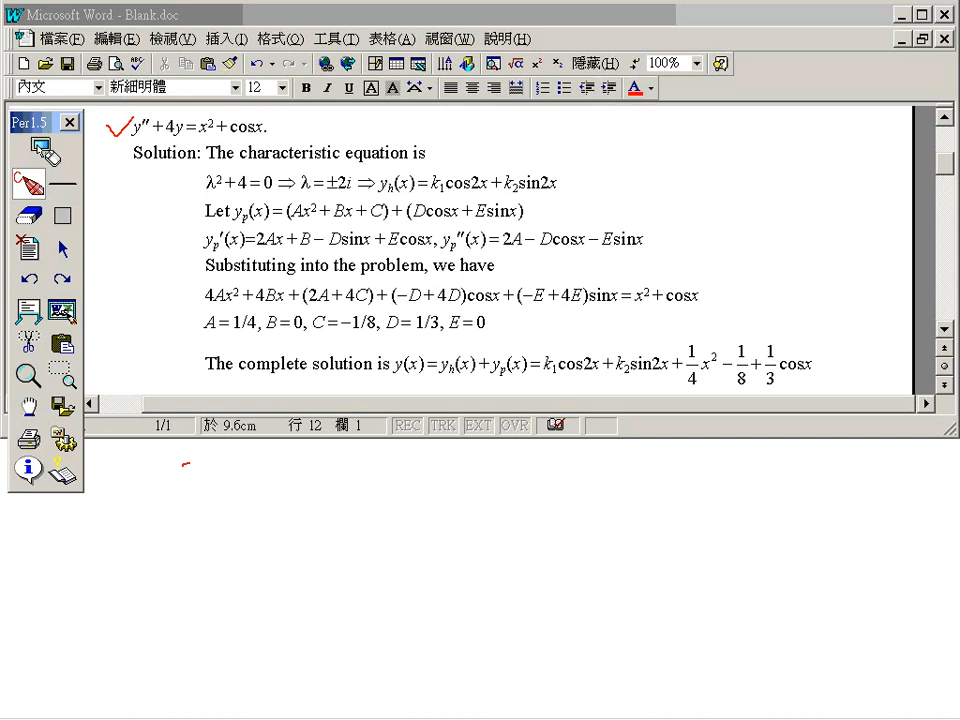 Microsoft Word - Blank.doc
檔案(F) 編輯(E) 檢視(V) 插入(I) 格式(O) 工具(T) 表格(A) 視窗(W) 說明(H)
隱藏(H) 100%
內文 新細明體 12 B I U A A A
Per1.5
y″ + 4y = x² + cosx.
Solution: The characteristic equation is
λ² + 4 = 0 ⇒ λ = ±2i ⇒ yₕ(x) = k₁cos2x + k₂sin2x
Let yₚ(x) = (Ax² + Bx + C) + (Dcosx + Esinx)
yₚ′(x)=2Ax + B − Dsinx + Ecosx, yₚ″(x) = 2A − Dcosx − Esinx
Substituting into the problem, we have
4Ax² + 4Bx + (2A + 4C) + (−D + 4D)cosx + (−E + 4E)sinx = x² + cosx
A = 1/4, B = 0, C = −1/8, D = 1/3, E = 0
The complete solution is y(x) = yₕ(x) + yₚ(x) = k₁cos2x + k₂sin2x + 1/4 x² − 1/8 + 1/3 cosx
1/1 於 9.6cm 行 12 欄 1 REC TRK EXT OVR